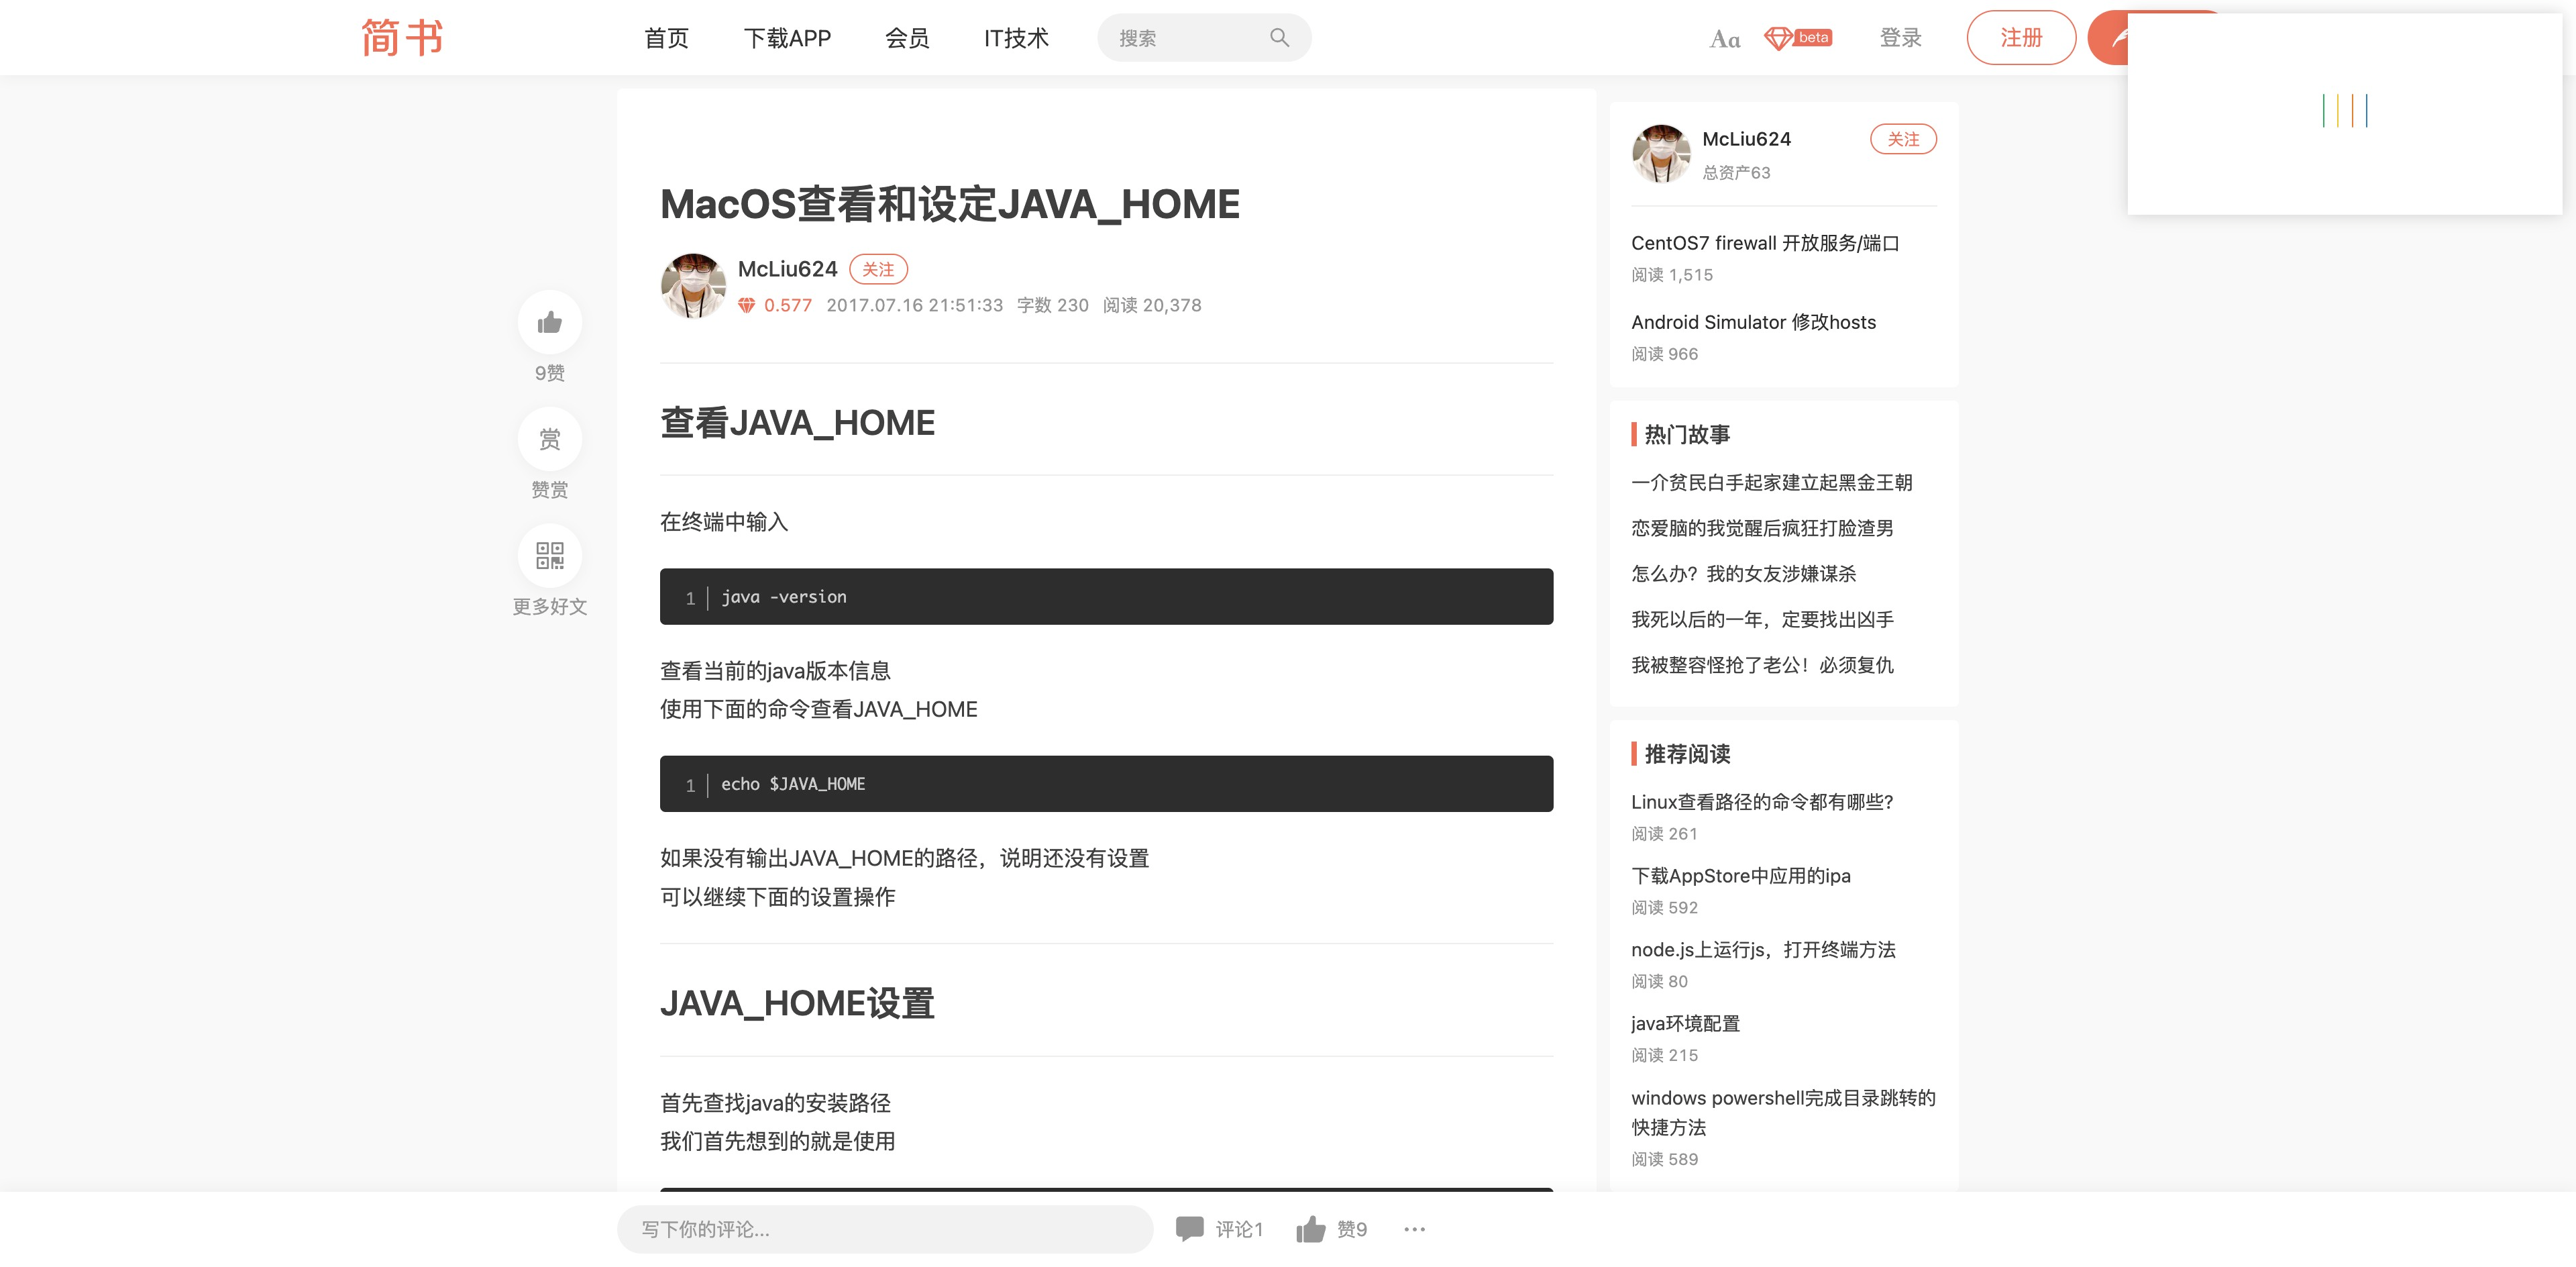 简书
首页
下载APP
会员
IT技术
搜索
Aa
beta
登录
注册
MacOS查看和设定JAVA_HOME
McLiu624
关注
0.577 2017.07.16 21:51:33 字数 230 阅读 20,378
9赞
赏
赞赏
更多好文
查看JAVA_HOME
在终端中输入
1 java -version
查看当前的java版本信息
使用下面的命令查看JAVA_HOME
1 echo $JAVA_HOME
如果没有输出JAVA_HOME的路径，说明还没有设置
可以继续下面的设置操作
JAVA_HOME设置
首先查找java的安装路径
我们首先想到的就是使用
McLiu624
关注
总资产63
CentOS7 firewall 开放服务/端口
阅读 1,515
Android Simulator 修改hosts
阅读 966
热门故事
一介贫民白手起家建立起黑金王朝
恋爱脑的我觉醒后疯狂打脸渣男
怎么办？我的女友涉嫌谋杀
我死以后的一年，定要找出凶手
我被整容怪抢了老公！必须复仇
推荐阅读
Linux查看路径的命令都有哪些?
阅读 261
下载AppStore中应用的ipa
阅读 592
node.js上运行js，打开终端方法
阅读 80
java环境配置
阅读 215
windows powershell完成目录跳转的
快捷方法
阅读 589
写下你的评论...
评论1
赞9